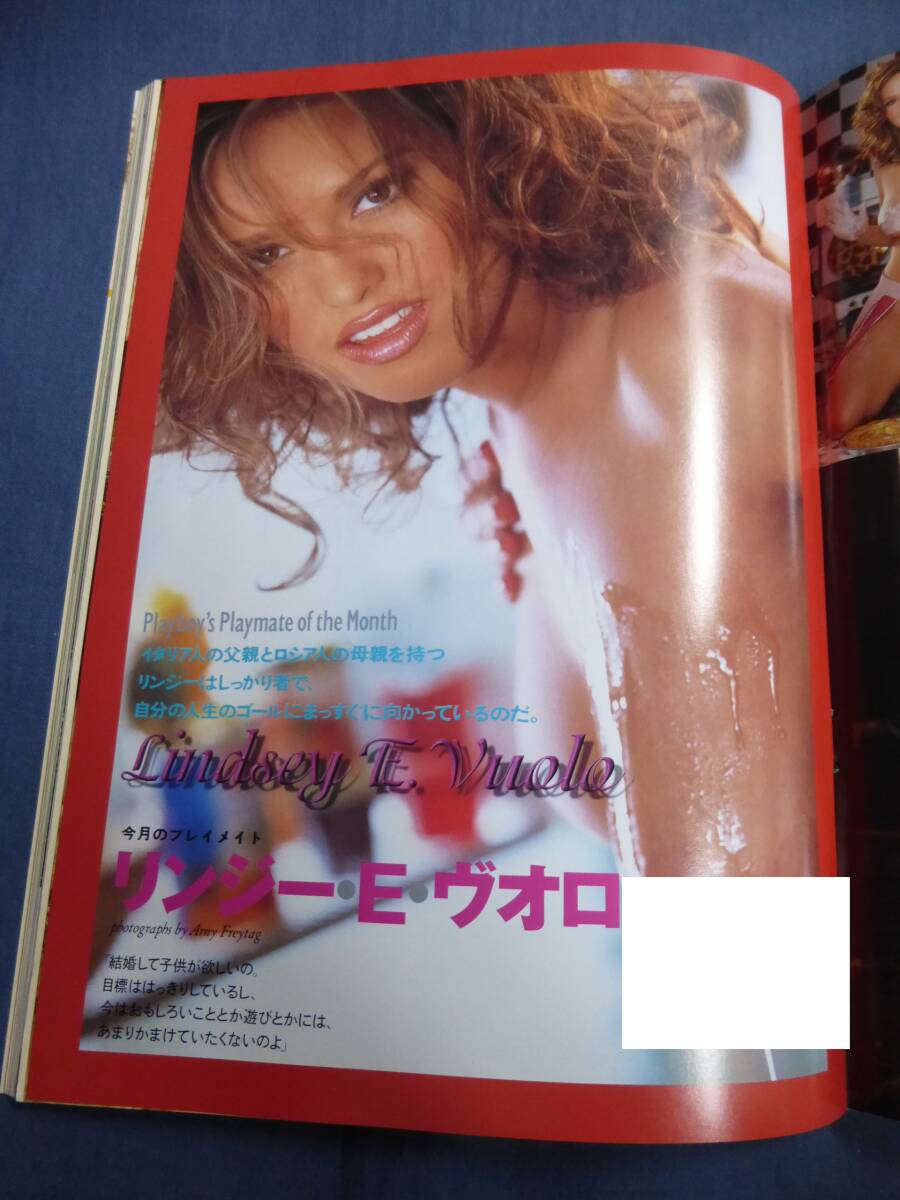 Playboy's Playmate of the Month
イタリア人の父親とロシア人の母親を持つ
リンジーはしっかり者で、
自分の人生のゴールにまっすぐに向かっているのだ。
Lindsey E. Vuolo
今月のプレイメイト
リンジー・E・ヴオロ
photographs by Arny Freytag
「結婚して子供が欲しいの。
目標ははっきりしているし、
今はおもしろいこととか遊びとかには、
あまりかまけていたくないのよ」